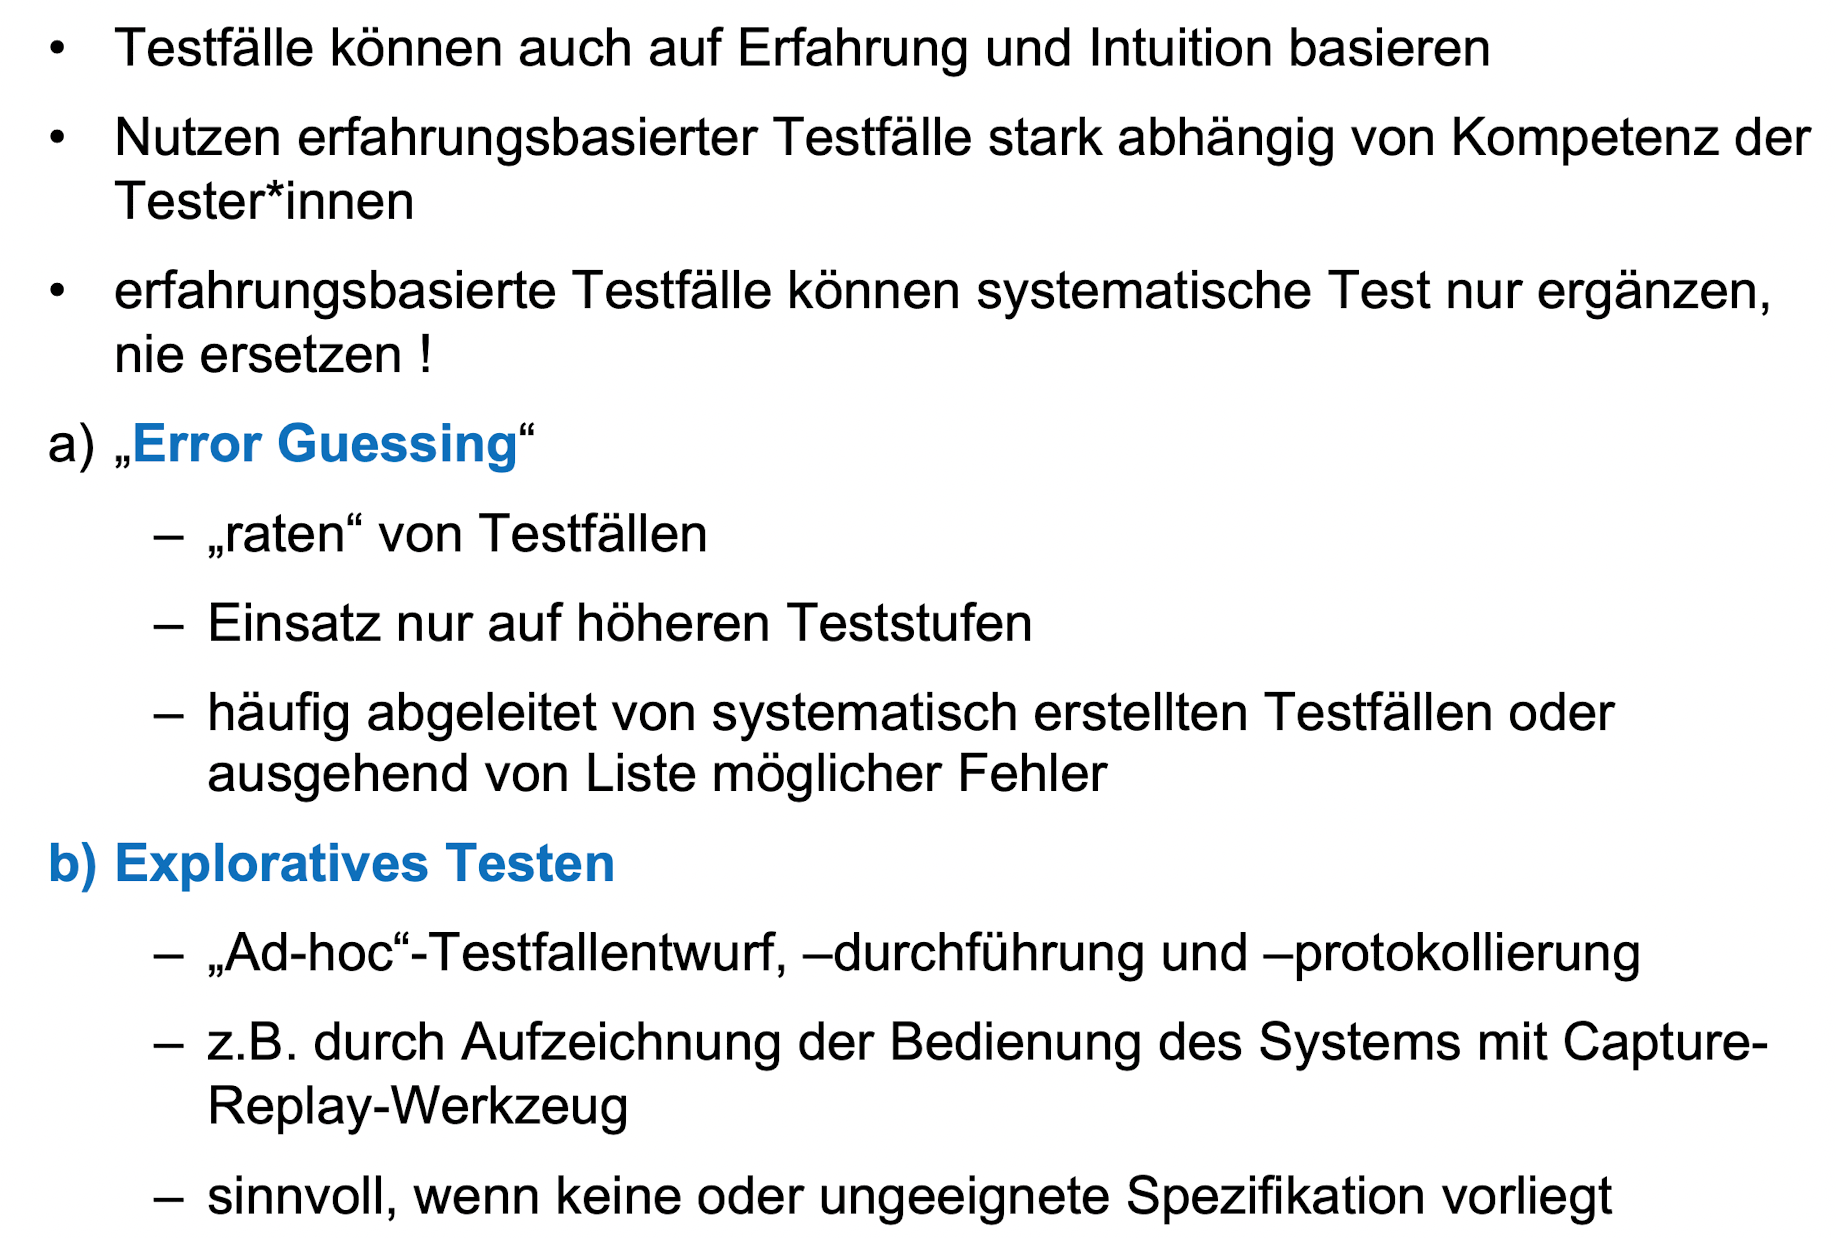 • Testfälle können auch auf Erfahrung und Intuition basieren
• Nutzen erfahrungsbasierter Testfälle stark abhängig von Kompetenz der
Tester*innen
• erfahrungsbasierte Testfälle können systematische Test nur ergänzen,
nie ersetzen !
a) „Error Guessing“
– „raten“ von Testfällen
– Einsatz nur auf höheren Teststufen
– häufig abgeleitet von systematisch erstellten Testfällen oder
ausgehend von Liste möglicher Fehler
b) Exploratives Testen
– „Ad-hoc“-Testfallentwurf, –durchführung und –protokollierung
– z.B. durch Aufzeichnung der Bedienung des Systems mit Capture-
Replay-Werkzeug
– sinnvoll, wenn keine oder ungeeignete Spezifikation vorliegt